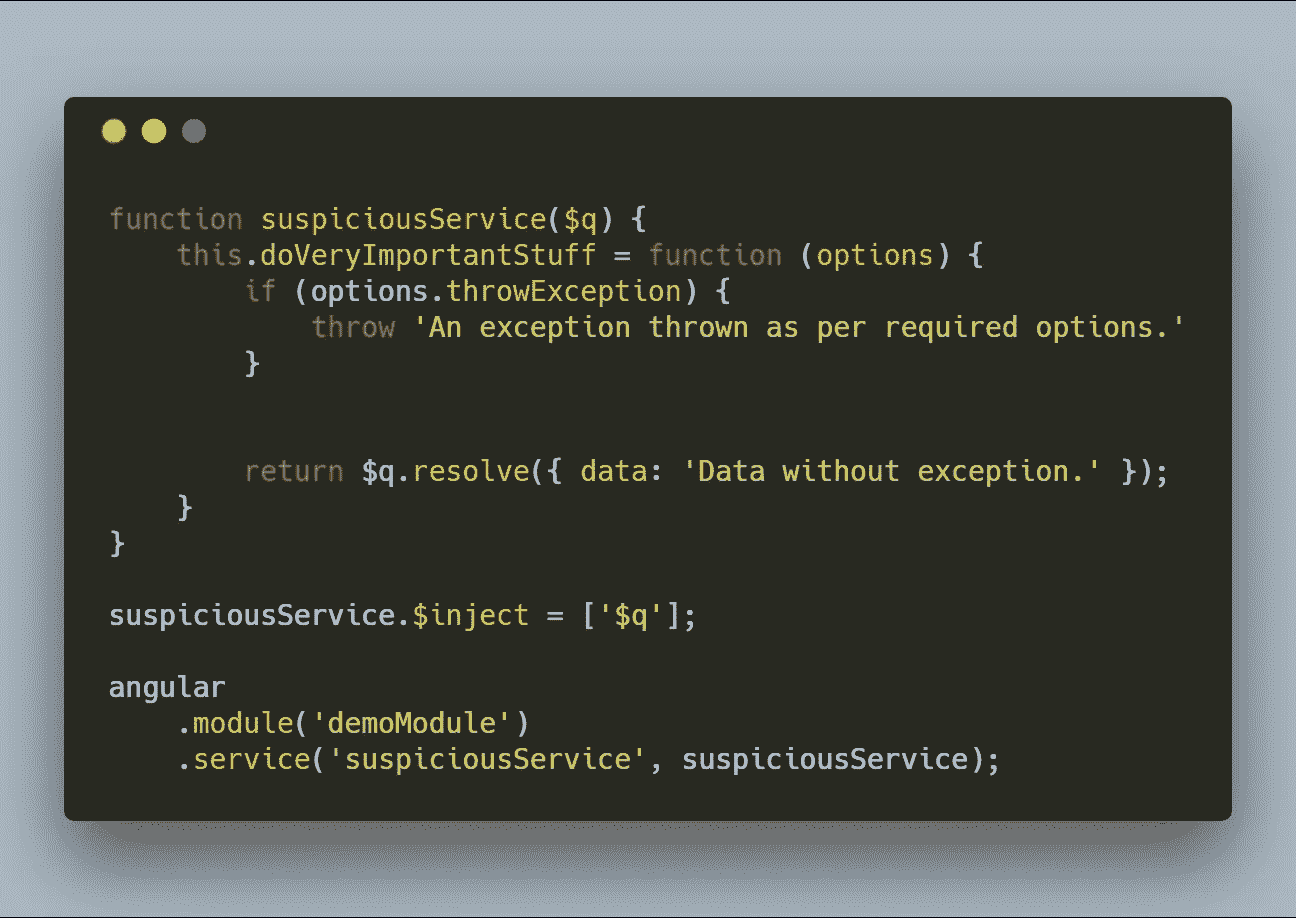 function suspiciousService($q) {
    this.doVeryImportantStuff = function (options) {
        if (options.throwException) {
            throw 'An exception thrown as per required options.'
        }
        return $q.resolve({ data: 'Data without exception.' });
    }
}
suspiciousService.$inject = ['$q'];
angular
    .module('demoModule')
    .service('suspiciousService', suspiciousService);